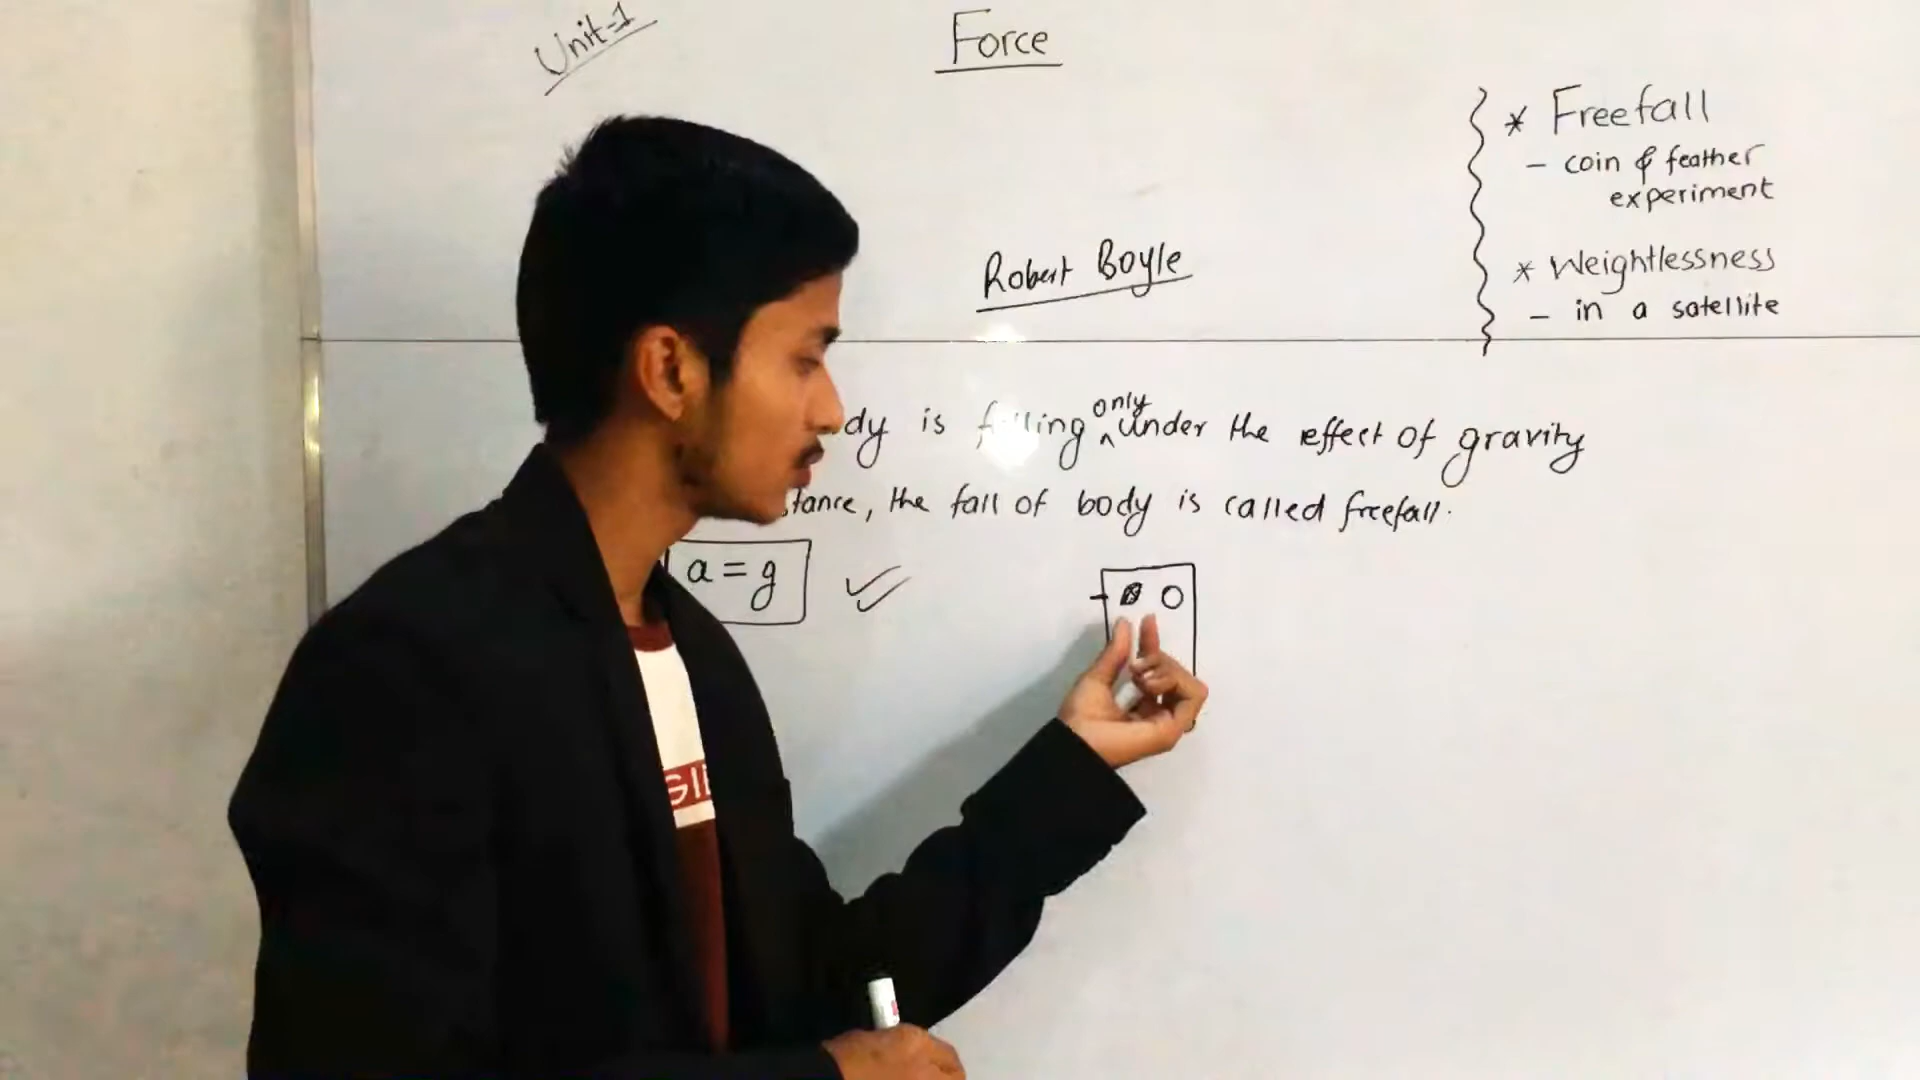 Unit-1
Force
* Freefall
- coin & feather
experiment
Robert Boyle
* Weightlessness
- in a satellite
is falling only under the effect of gravity
the fall of body is called freefall.
a = g